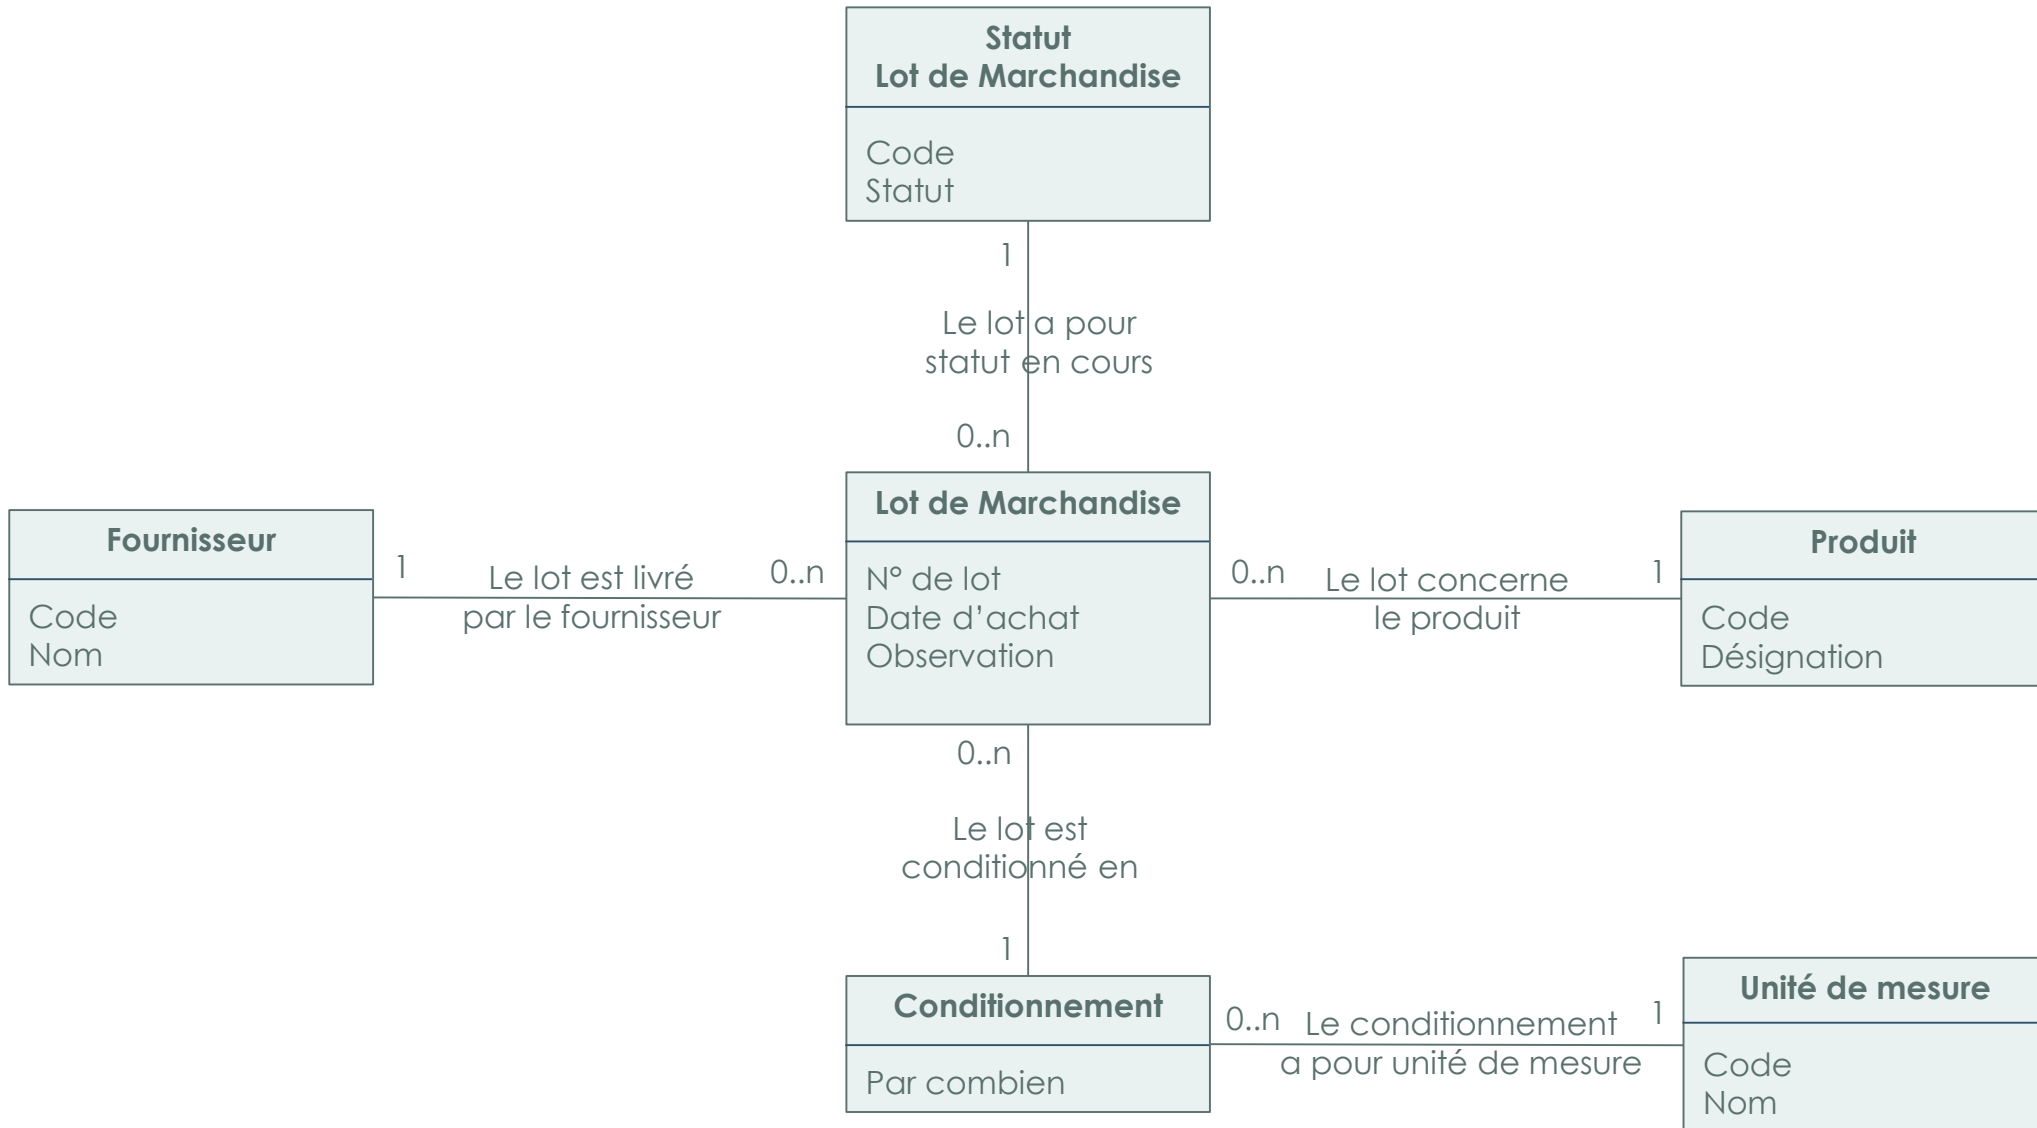 Statut
Lot de Marchandise
Code
Statut
1
Le lot a pour
statut en cours
0..n
Fournisseur
Code
Nom
1
Le lot est livré
par le fournisseur
0..n
Lot de Marchandise
N° de lot
Date d’achat
Observation
0..n
Le lot concerne
le produit
1
Produit
Code
Désignation
0..n
Le lot est
conditionné en
1
Conditionnement
Par combien
0..n
Le conditionnement
a pour unité de mesure
1
Unité de mesure
Code
Nom